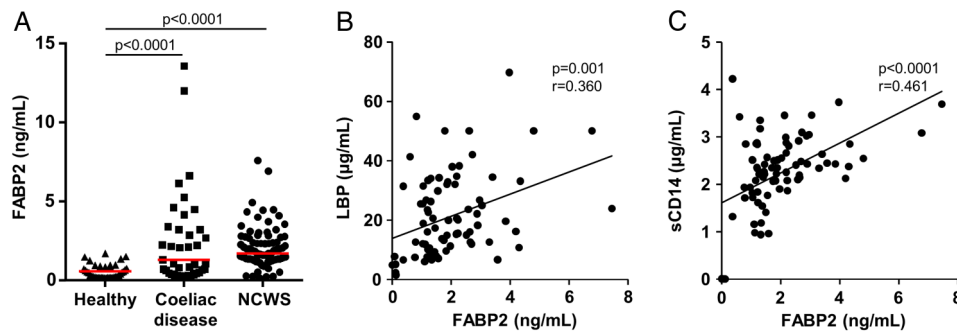 A
p<0.0001
p<0.0001
FABP2 (ng/mL)
15
10
5
0
Healthy
Coeliac
disease
NCWS
B
p=0.001
r=0.360
LBP (µg/mL)
80
60
40
20
0
0 2 4 6 8
FABP2 (ng/mL)
C
p<0.0001
r=0.461
sCD14 (µg/mL)
5
4
3
2
1
0
0 2 4 6 8
FABP2 (ng/mL)